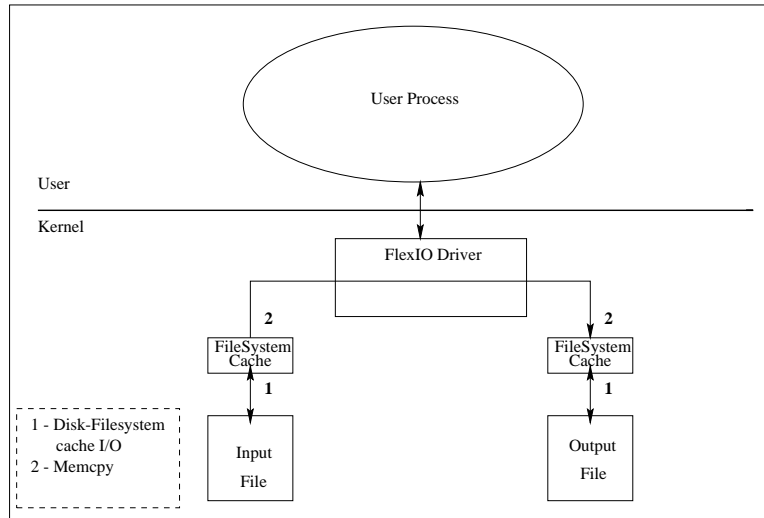 User Process
User
Kernel
FlexIO Driver
2
2
FileSystem
Cache
FileSystem
Cache
1
1
1 - Disk-Filesystem
cache I/O
2 - Memcpy
Input
File
Output
File